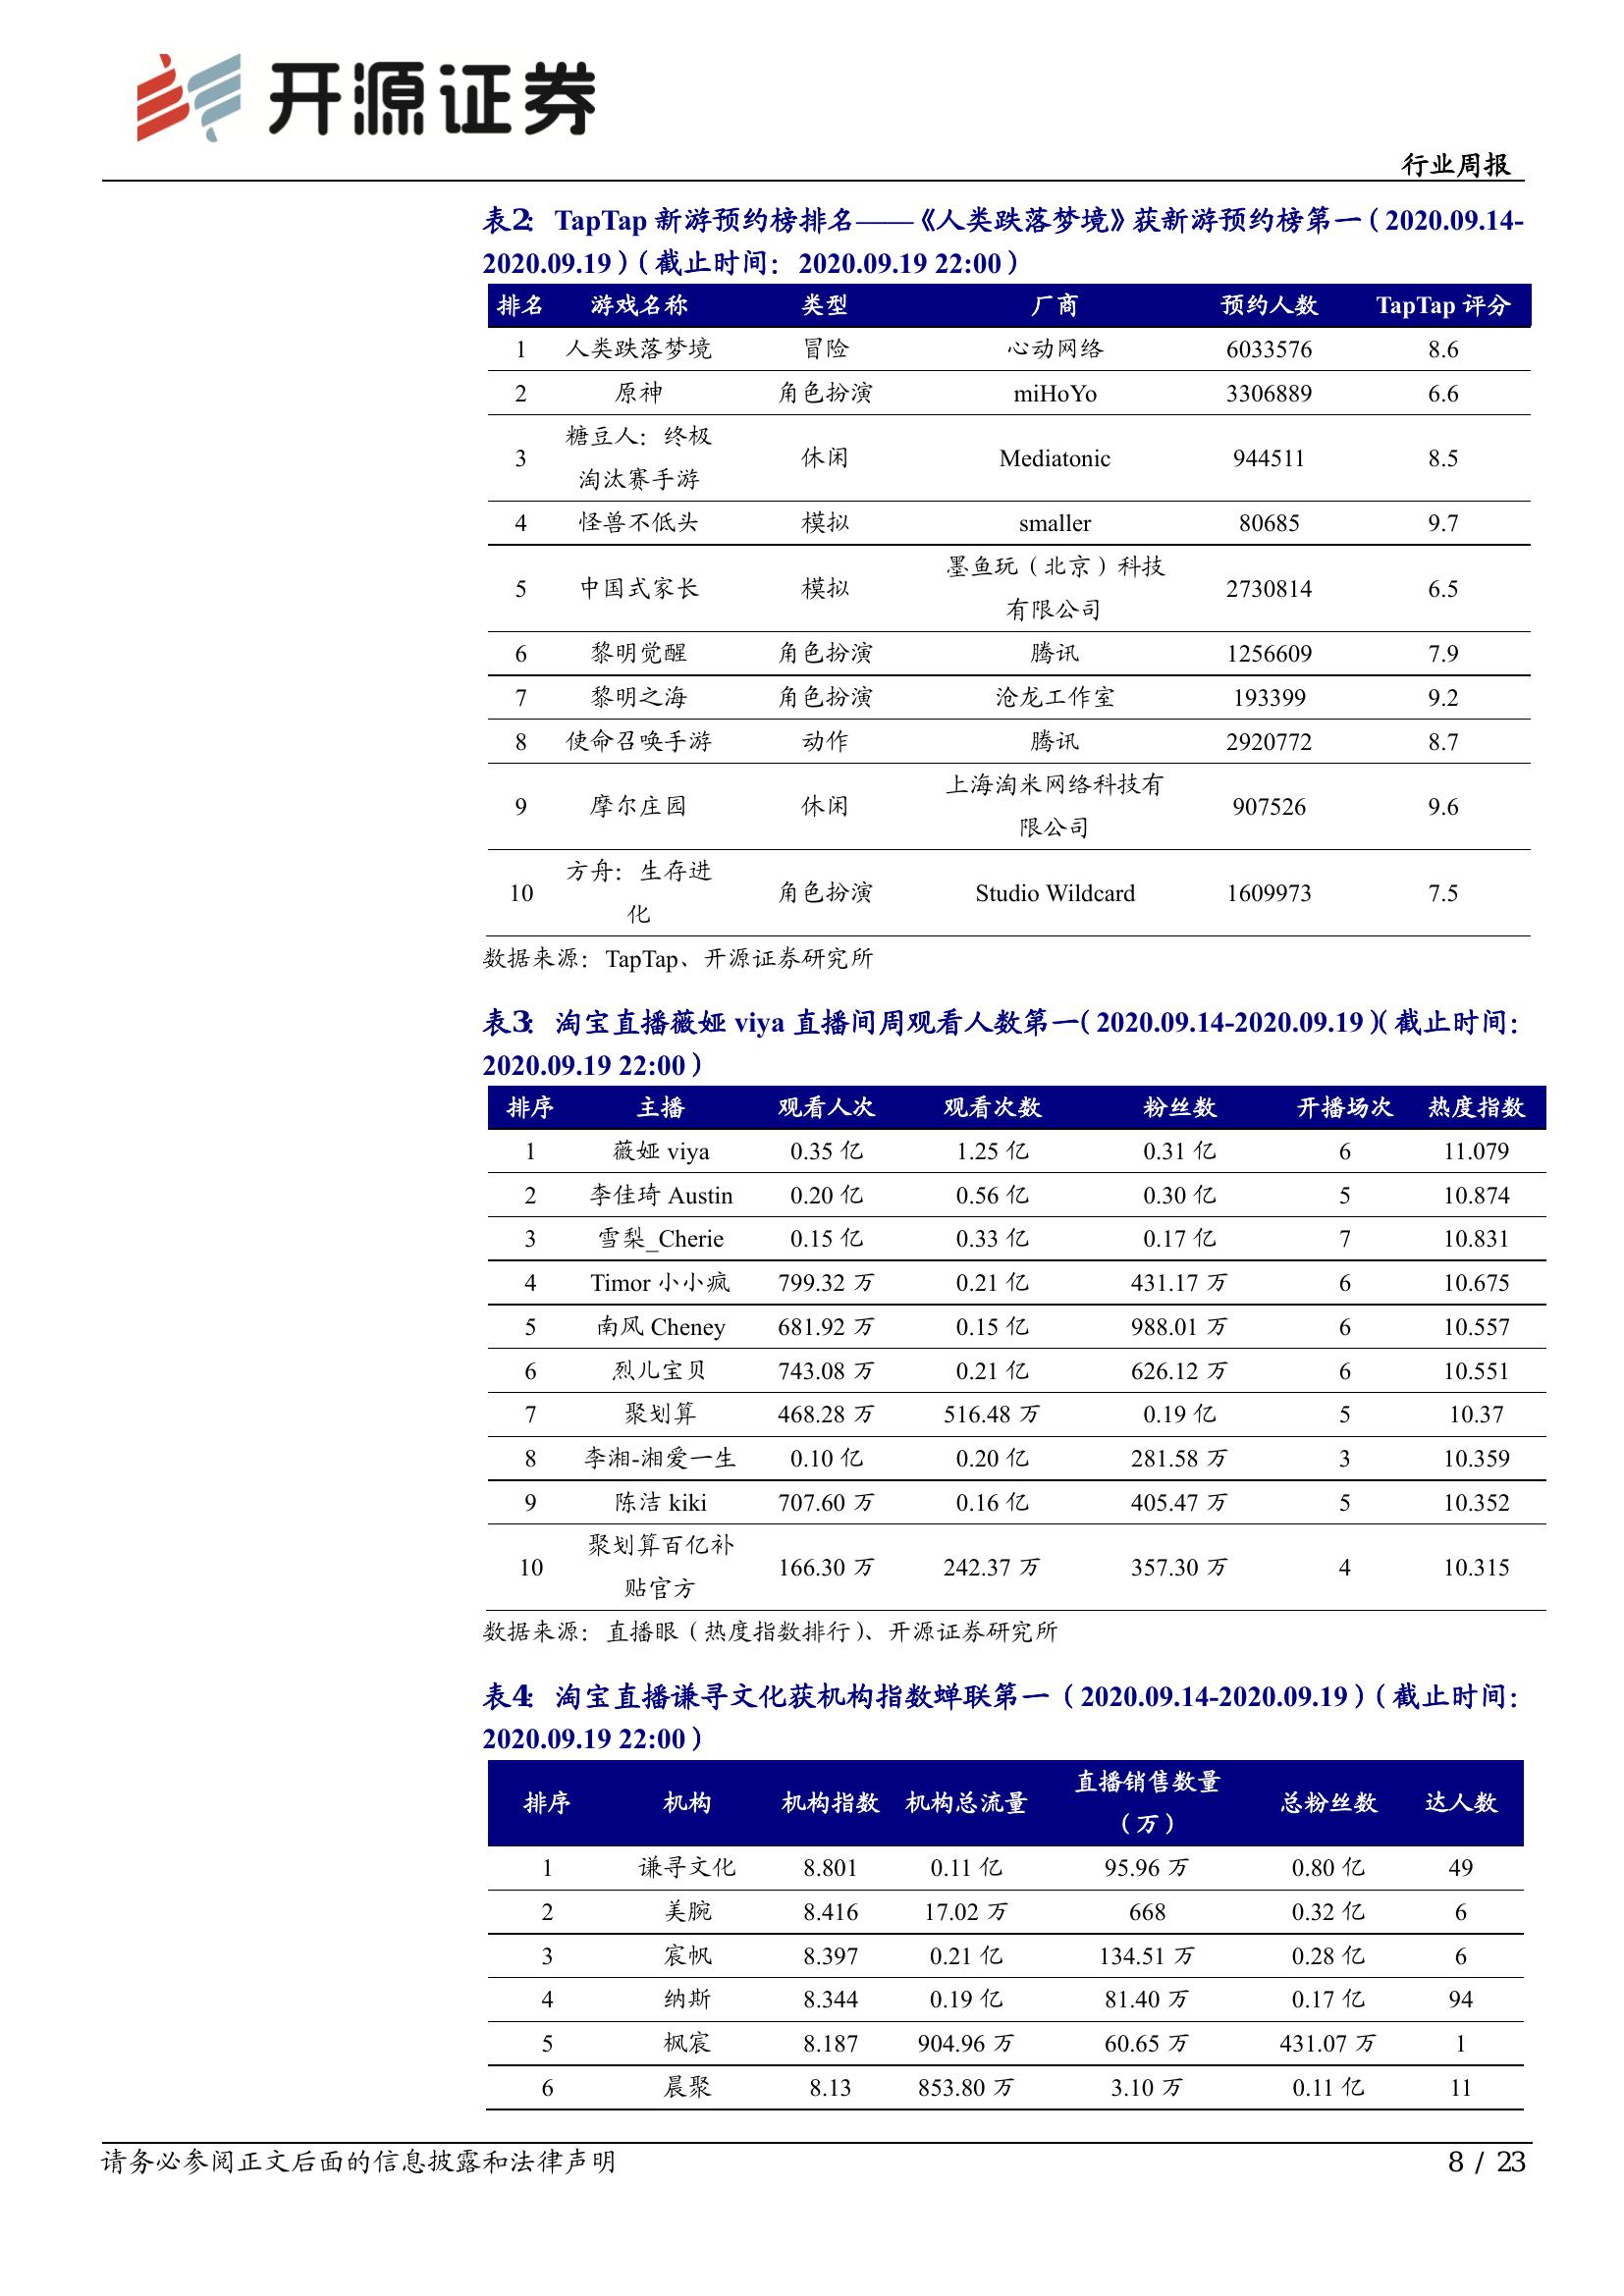 开源证券
行业周报
表2： TapTap 新游预约榜排名——《人类跌落梦境》获新游预约榜第一（2020.09.14-
2020.09.19）（截止时间：2020.09.19 22:00）
排名 游戏名称 类型 厂商 预约人数 TapTap 评分
1 人类跌落梦境 冒险 心动网络 6033576 8.6
2 原神 角色扮演 miHoYo 3306889 6.6
糖豆人：终极
3 休闲 Mediatonic 944511 8.5
淘汰赛手游
4 怪兽不低头 模拟 smaller 80685 9.7
墨鱼玩（北京）科技
5 中国式家长 模拟 2730814 6.5
有限公司
6 黎明觉醒 角色扮演 腾讯 1256609 7.9
7 黎明之海 角色扮演 沧龙工作室 193399 9.2
8 使命召唤手游 动作 腾讯 2920772 8.7
上海淘米网络科技有
9 摩尔庄园 休闲 907526 9.6
限公司
方舟：生存进
10 角色扮演 Studio Wildcard 1609973 7.5
化
数据来源：TapTap、开源证券研究所
表3： 淘宝直播薇娅 viya 直播间周观看人数第一（2020.09.14-2020.09.19）（截止时间：
2020.09.19 22:00）
排序 主播 观看人次 观看次数 粉丝数 开播场次 热度指数
1 薇娅 viya 0.35 亿 1.25 亿 0.31 亿 6 11.079
2 李佳琦 Austin 0.20 亿 0.56 亿 0.30 亿 5 10.874
3 雪梨_Cherie 0.15 亿 0.33 亿 0.17 亿 7 10.831
4 Timor 小小疯 799.32 万 0.21 亿 431.17 万 6 10.675
5 南风 Cheney 681.92 万 0.15 亿 988.01 万 6 10.557
6 烈儿宝贝 743.08 万 0.21 亿 626.12 万 6 10.551
7 聚划算 468.28 万 516.48 万 0.19 亿 5 10.37
8 李湘-湘爱一生 0.10 亿 0.20 亿 281.58 万 3 10.359
9 陈洁 kiki 707.60 万 0.16 亿 405.47 万 5 10.352
聚划算百亿补
10 166.30 万 242.37 万 357.30 万 4 10.315
贴官方
数据来源：直播眼（热度指数排行）、开源证券研究所
表4： 淘宝直播谦寻文化获机构指数蝉联第一（2020.09.14-2020.09.19）（截止时间：
2020.09.19 22:00）
直播销售数量
排序 机构 机构指数 机构总流量 总粉丝数 达人数
（万）
1 谦寻文化 8.801 0.11 亿 95.96 万 0.80 亿 49
2 美腕 8.416 17.02 万 668 0.32 亿 6
3 宸帆 8.397 0.21 亿 134.51 万 0.28 亿 6
4 纳斯 8.344 0.19 亿 81.40 万 0.17 亿 94
5 枫宸 8.187 904.96 万 60.65 万 431.07 万 1
6 晨聚 8.13 853.80 万 3.10 万 0.11 亿 11
请务必参阅正文后面的信息披露和法律声明
8 / 23